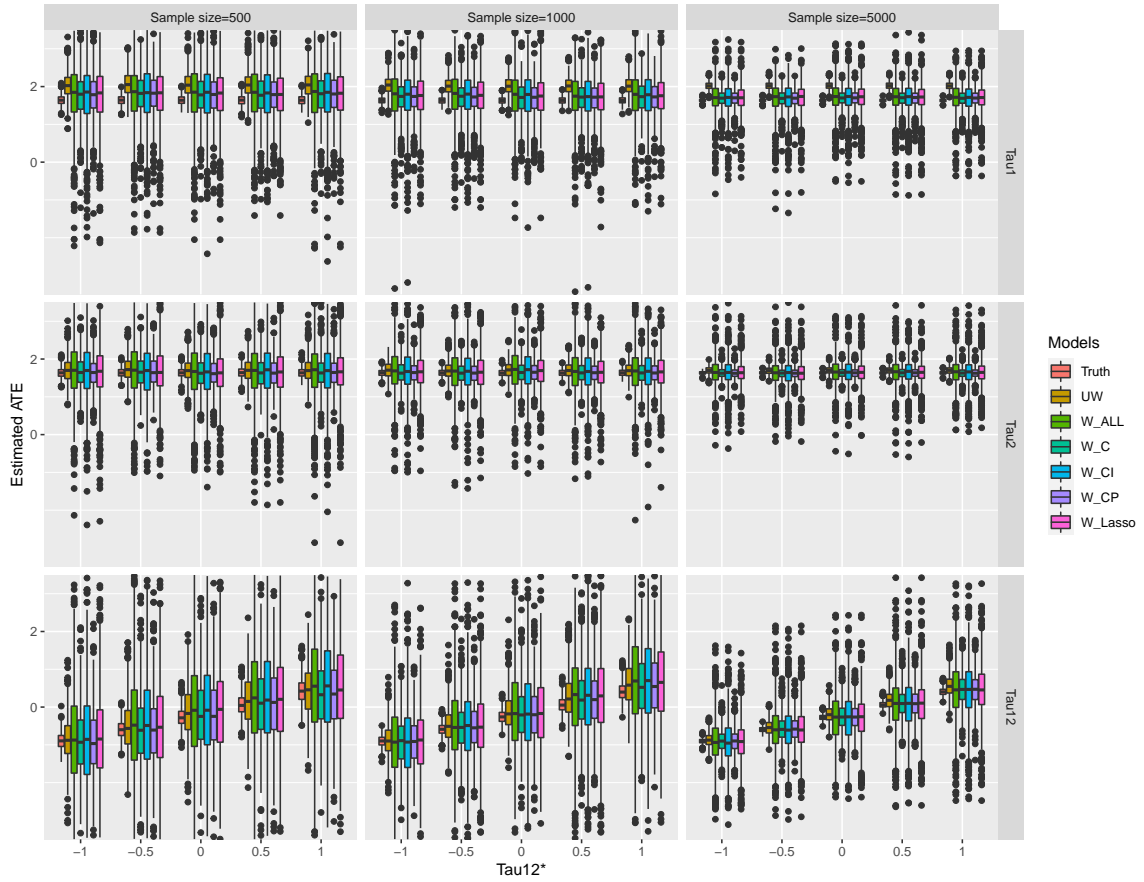 Sample size=500
Sample size=1000
Sample size=5000
2
0
Tau1
2
0
Tau2
2
0
Tau12
Estimated ATE
−1
−0.5
0
0.5
1
−1
−0.5
0
0.5
1
−1
−0.5
0
0.5
1
Tau12*
Models
Truth
UW
W_ALL
W_C
W_CI
W_CP
W_Lasso